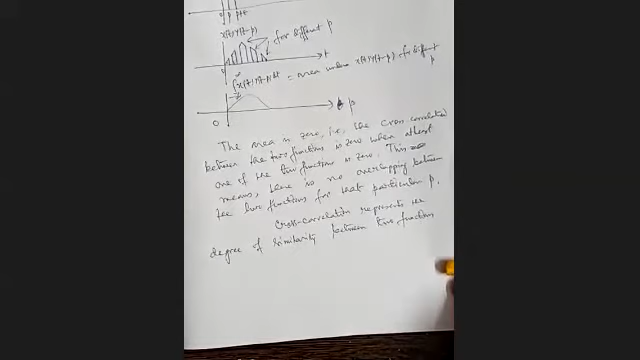 p p+t
x(t) y(t-p)
for different p
t
∫ x(t) y(t-p) dt = area under x(t) y(t-p) for different p
-∞
0
p
The area is zero, i.e., the cross correlation
between the two functions is zero when atleast
one of the two functions is zero. This
means, there is no overlapping between
the two functions for that particular p.
Cross-correlation represents the
degree of similarity between two functions